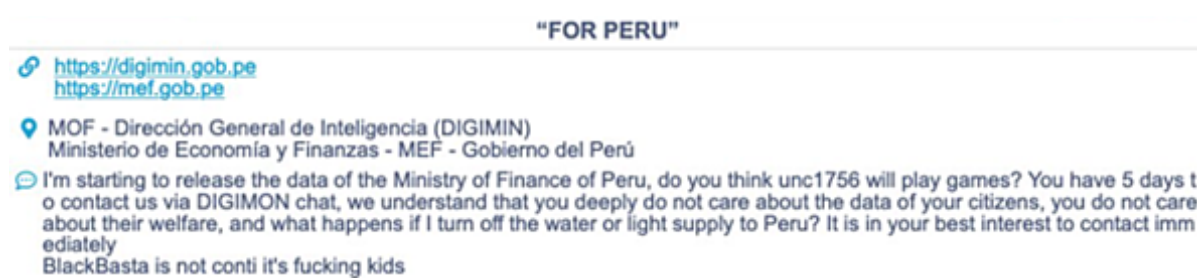 “FOR PERU”
https://digimin.gob.pe
https://mef.gob.pe
MOF - Dirección General de Inteligencia (DIGIMIN)
Ministerio de Economía y Finanzas - MEF - Gobierno del Perú
I'm starting to release the data of the Ministry of Finance of Peru, do you think unc1756 will play games? You have 5 days t
o contact us via DIGIMON chat, we understand that you deeply do not care about the data of your citizens, you do not care
about their welfare, and what happens if I turn off the water or light supply to Peru? It is in your best interest to contact imm
ediately
BlackBasta is not conti it's fucking kids